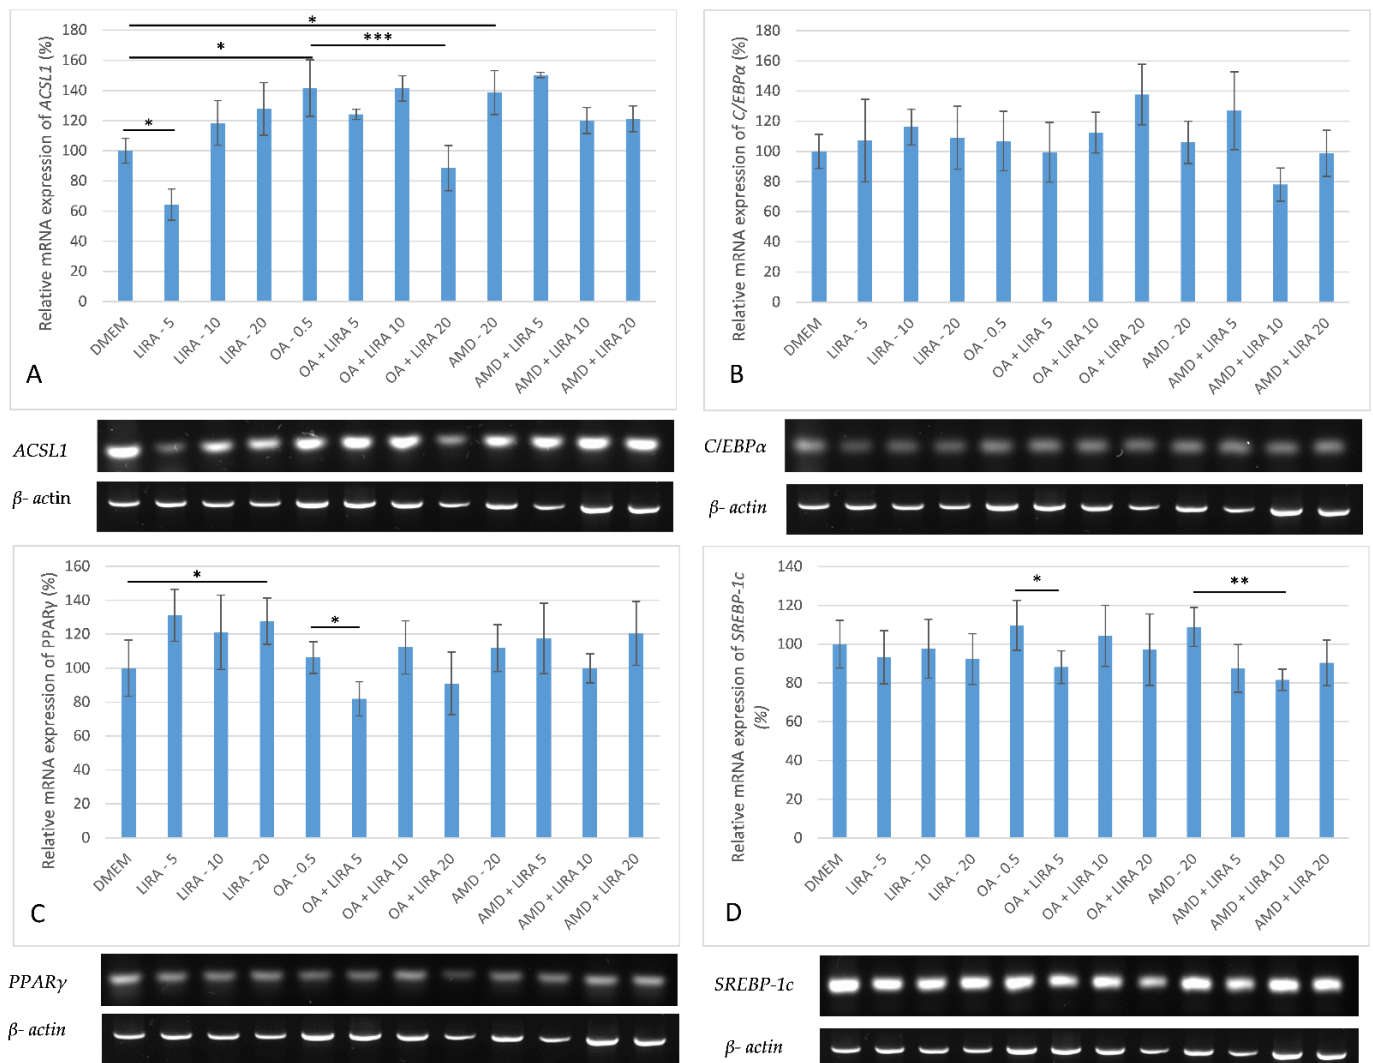 Relative mRNA expression of ACSL1 (%)
180
160
140
120
100
80
60
40
20
0
*
*
***
*
DMEM
LIRA - 5
LIRA - 10
LIRA - 20
OA - 0.5
OA + LIRA 5
OA + LIRA 10
OA + LIRA 20
AMD - 20
AMD + LIRA 5
AMD + LIRA 10
AMD + LIRA 20
A
ACSL1
β- actin
Relative mRNA expression of C/EBPα (%)
180
160
140
120
100
80
60
40
20
0
DMEM
LIRA - 5
LIRA - 10
LIRA - 20
OA - 0.5
OA + LIRA 5
OA + LIRA 10
OA + LIRA 20
AMD - 20
AMD + LIRA 5
AMD + LIRA 10
AMD + LIRA 20
B
C/EBPα
β- actin
Relative mRNA expression of PPARγ (%)
160
140
120
100
80
60
40
20
0
*
*
DMEM
LIRA - 5
LIRA - 10
LIRA - 20
OA - 0.5
OA + LIRA 5
OA + LIRA 10
OA + LIRA 20
AMD - 20
AMD + LIRA 5
AMD + LIRA 10
AMD + LIRA 20
C
PPARγ
β- actin
Relative mRNA expression of SREBP-1c
(%)
140
120
100
80
60
40
20
0
*
**
DMEM
LIRA - 5
LIRA - 10
LIRA - 20
OA - 0.5
OA + LIRA 5
OA + LIRA 10
OA + LIRA 20
AMD - 20
AMD + LIRA 5
AMD + LIRA 10
AMD + LIRA 20
D
SREBP-1c
β- actin